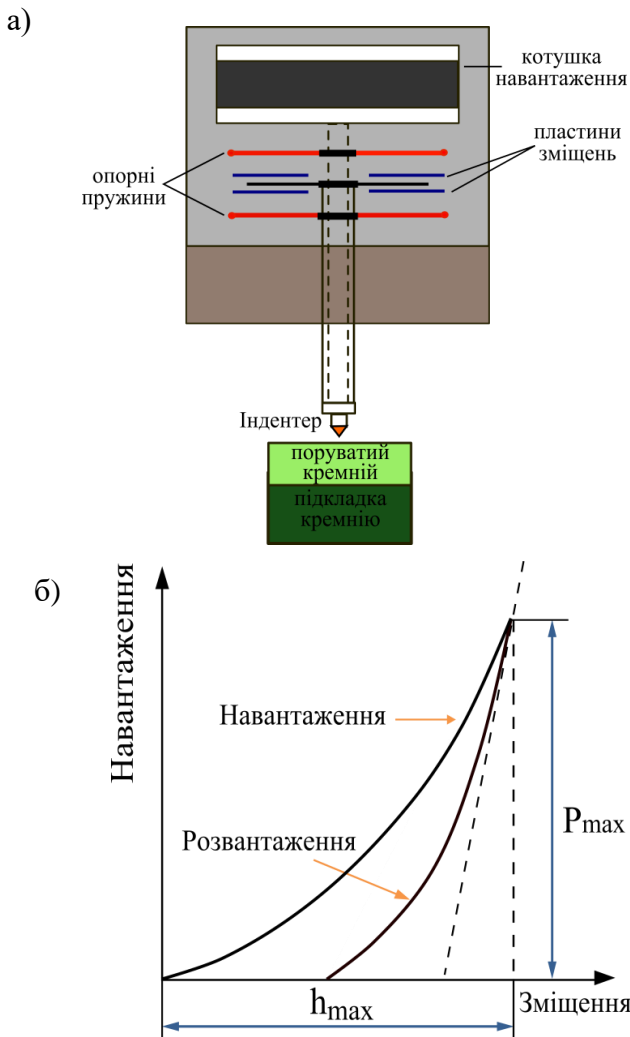 а)
котушка
навантаження
пластини
зміщень
опорні
пружини
Індентер
поруватий
кремній
підкладка
кремнію
б)
Навантаження
Навантаження
Розвантаження
Pmax
hmax
Зміщення